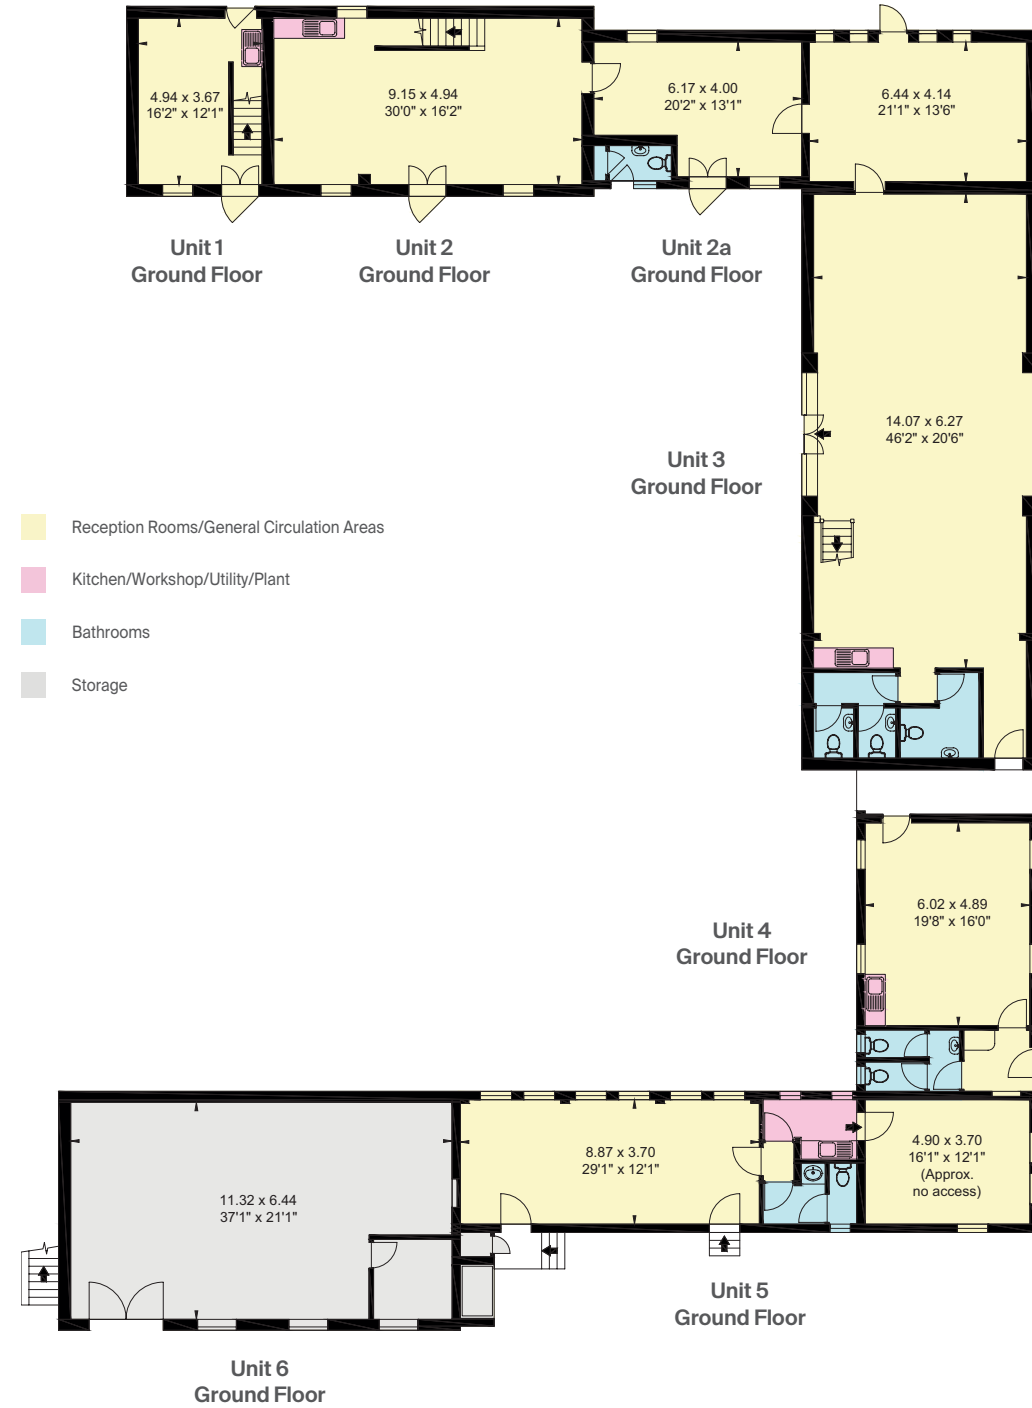 4.94 x 3.67
16'2" x 12'1"
9.15 x 4.94
30'0" x 16'2"
6.17 x 4.00
20'2" x 13'1"
6.44 x 4.14
21'1" x 13'6"
Unit 1
Ground Floor
Unit 2
Ground Floor
Unit 2a
Ground Floor
14.07 x 6.27
46'2" x 20'6"
Unit 3
Ground Floor
Reception Rooms/General Circulation Areas
Kitchen/Workshop/Utility/Plant
Bathrooms
Storage
6.02 x 4.89
19'8" x 16'0"
Unit 4
Ground Floor
4.90 x 3.70
16'1" x 12'1"
(Approx.
no access)
8.87 x 3.70
29'1" x 12'1"
11.32 x 6.44
37'1" x 21'1"
Unit 5
Ground Floor
Unit 6
Ground Floor